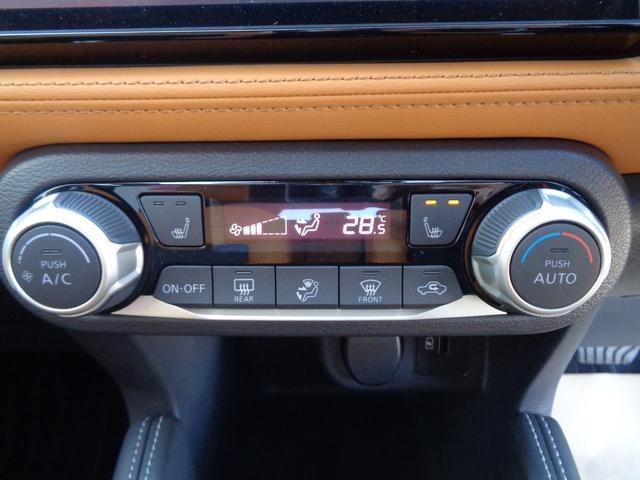 28.5°C
PUSH
A/C
PUSH
AUTO
ON-OFF
REAR
FRONT